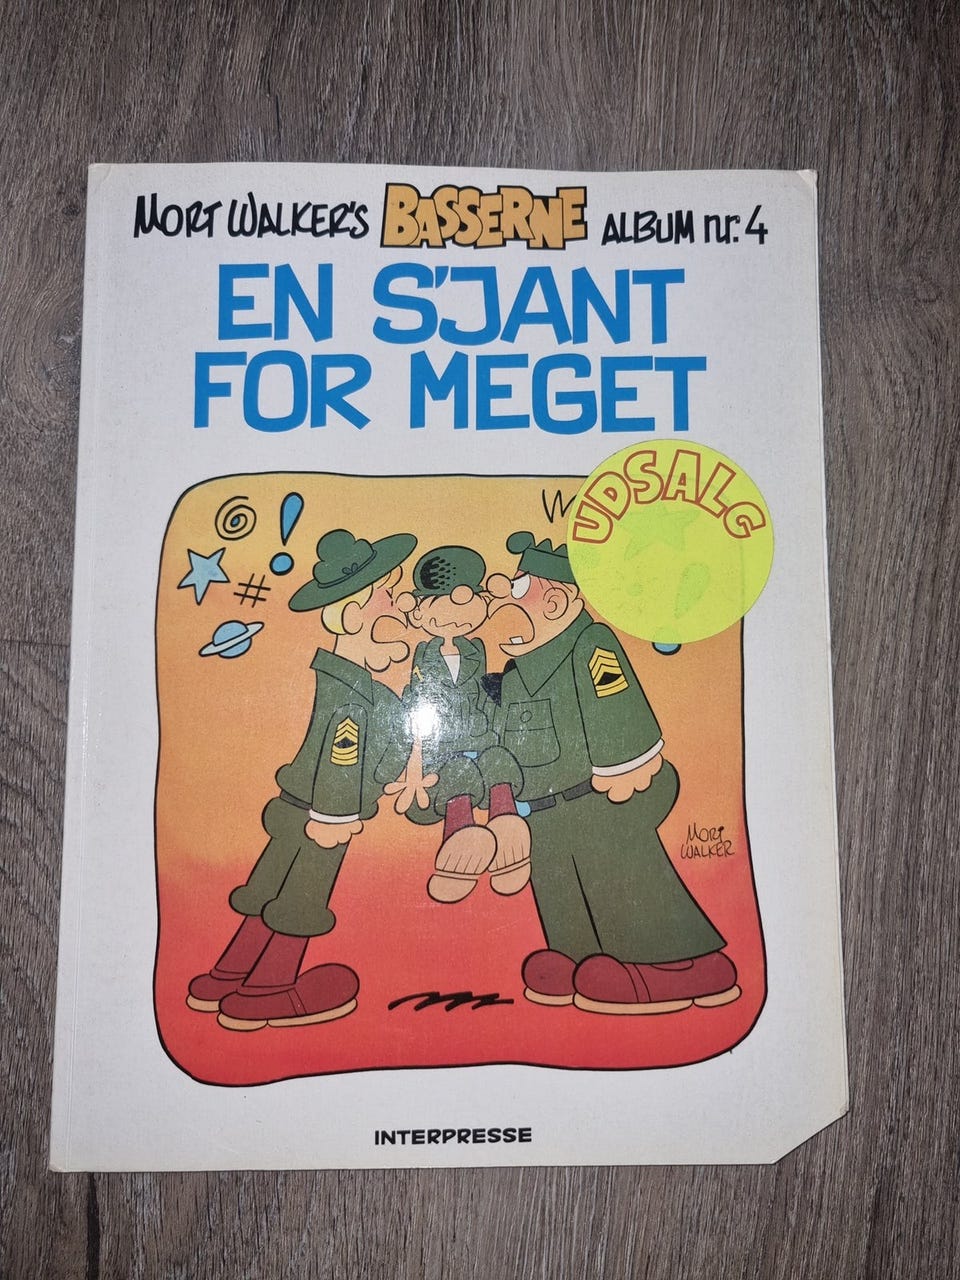 MORT WALKER'S BASSERNE ALBUM nr. 4
EN S'JANT
FOR MEGET
UDSALG
#
MORT
WALKER
INTERPRESSE